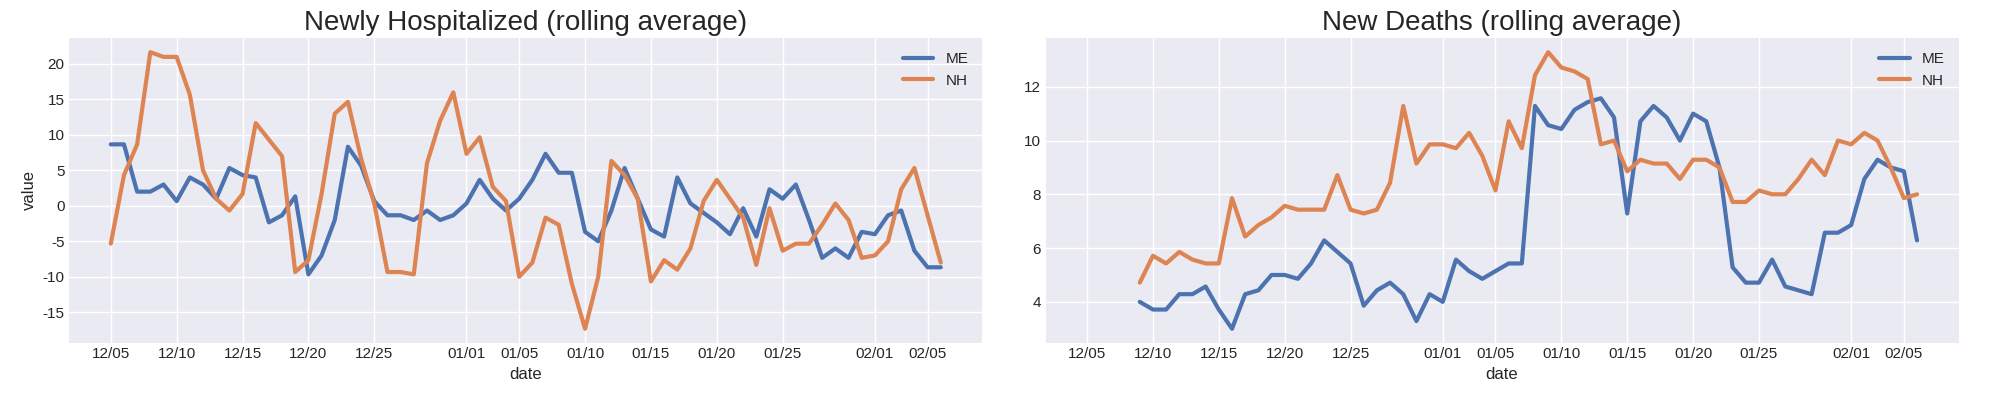 Newly Hospitalized (rolling average)
ME
NH
20
15
10
5
0
-5
-10
-15
value
12/05 12/10 12/15 12/20 12/25 01/01 01/05 01/10 01/15 01/20 01/25 02/01 02/05
date
New Deaths (rolling average)
ME
NH
12
10
8
6
4
12/05 12/10 12/15 12/20 12/25 01/01 01/05 01/10 01/15 01/20 01/25 02/01 02/05
date